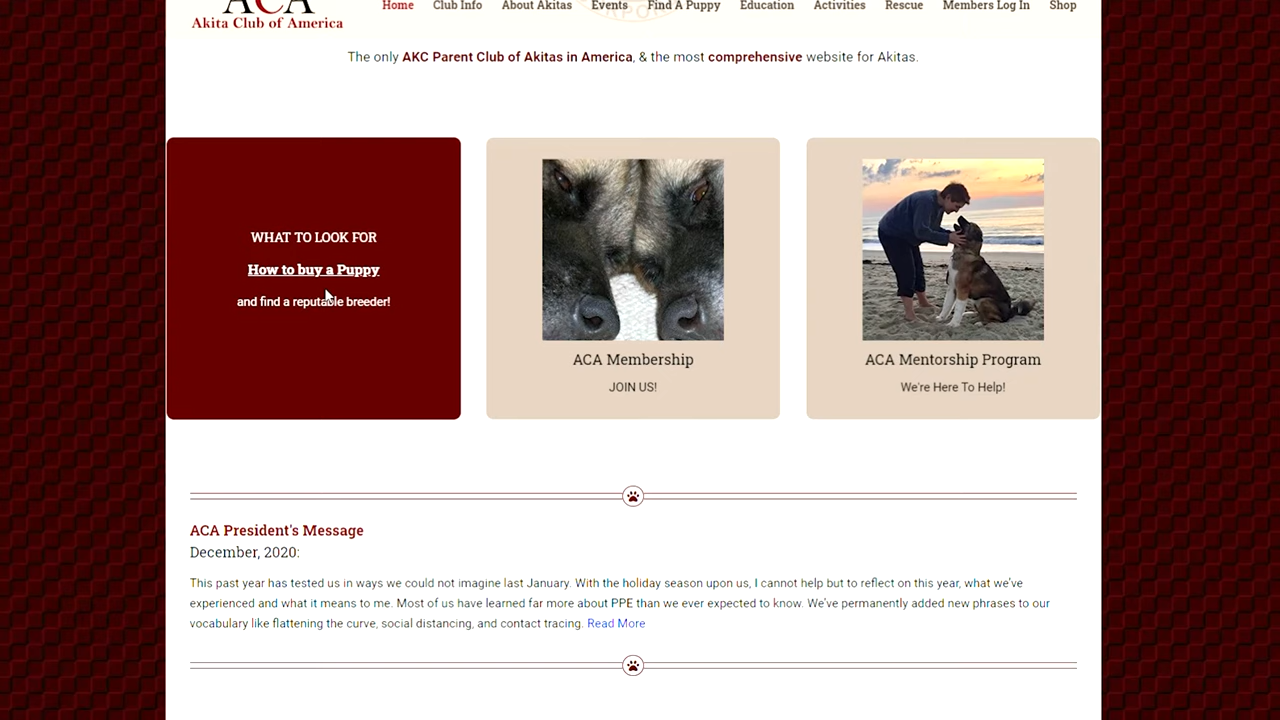 ACA
Akita Club of America
Home Club Info About Akitas Events Find A Puppy Education Activities Rescue Members Log In Shop
The only AKC Parent Club of Akitas in America, & the most comprehensive website for Akitas.
WHAT TO LOOK FOR
How to buy a Puppy
and find a reputable breeder!
ACA Membership
JOIN US!
ACA Mentorship Program
We're Here To Help!
ACA President's Message
December, 2020:
This past year has tested us in ways we could not imagine last January. With the holiday season upon us, I cannot help but to reflect on this year, what we’ve
experienced and what it means to me. Most of us have learned far more about PPE than we ever expected to know. We’ve permanently added new phrases to our
vocabulary like flattening the curve, social distancing, and contact tracing. Read More